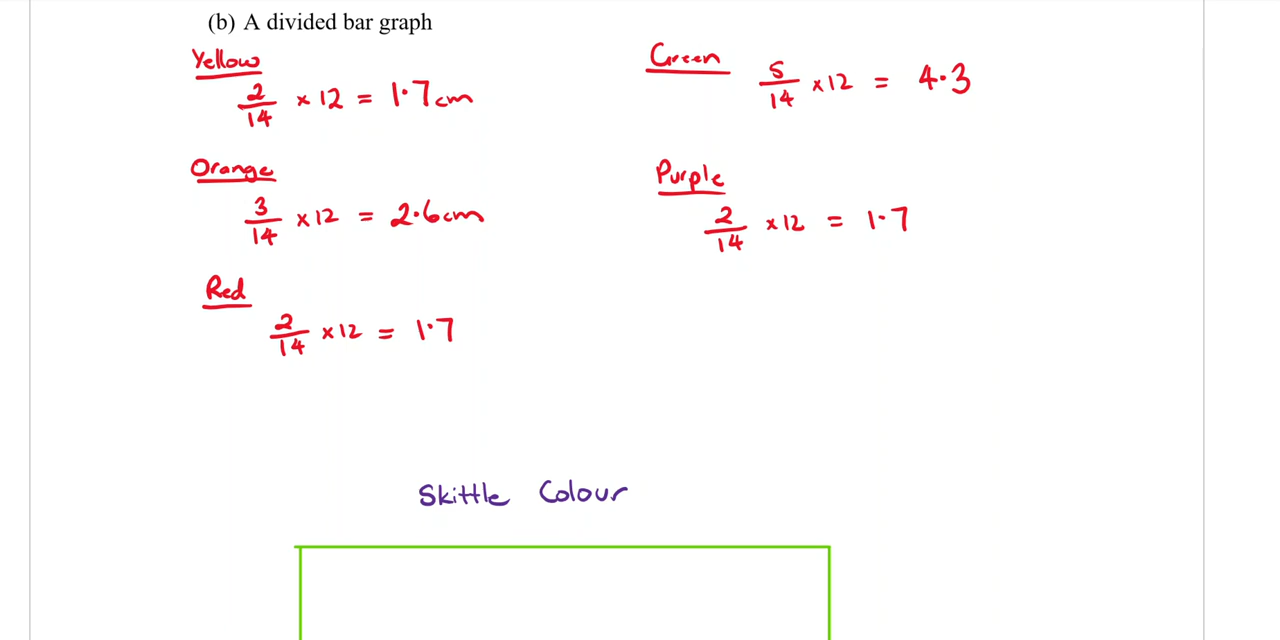 (b) A divided bar graph
Yellow
2/14 × 12 = 1.7cm
Orange
3/14 × 12 = 2.6cm
Red
2/14 × 12 = 1.7
Green
5/14 × 12 = 4.3
Purple
2/14 × 12 = 1.7
Skittle Colour